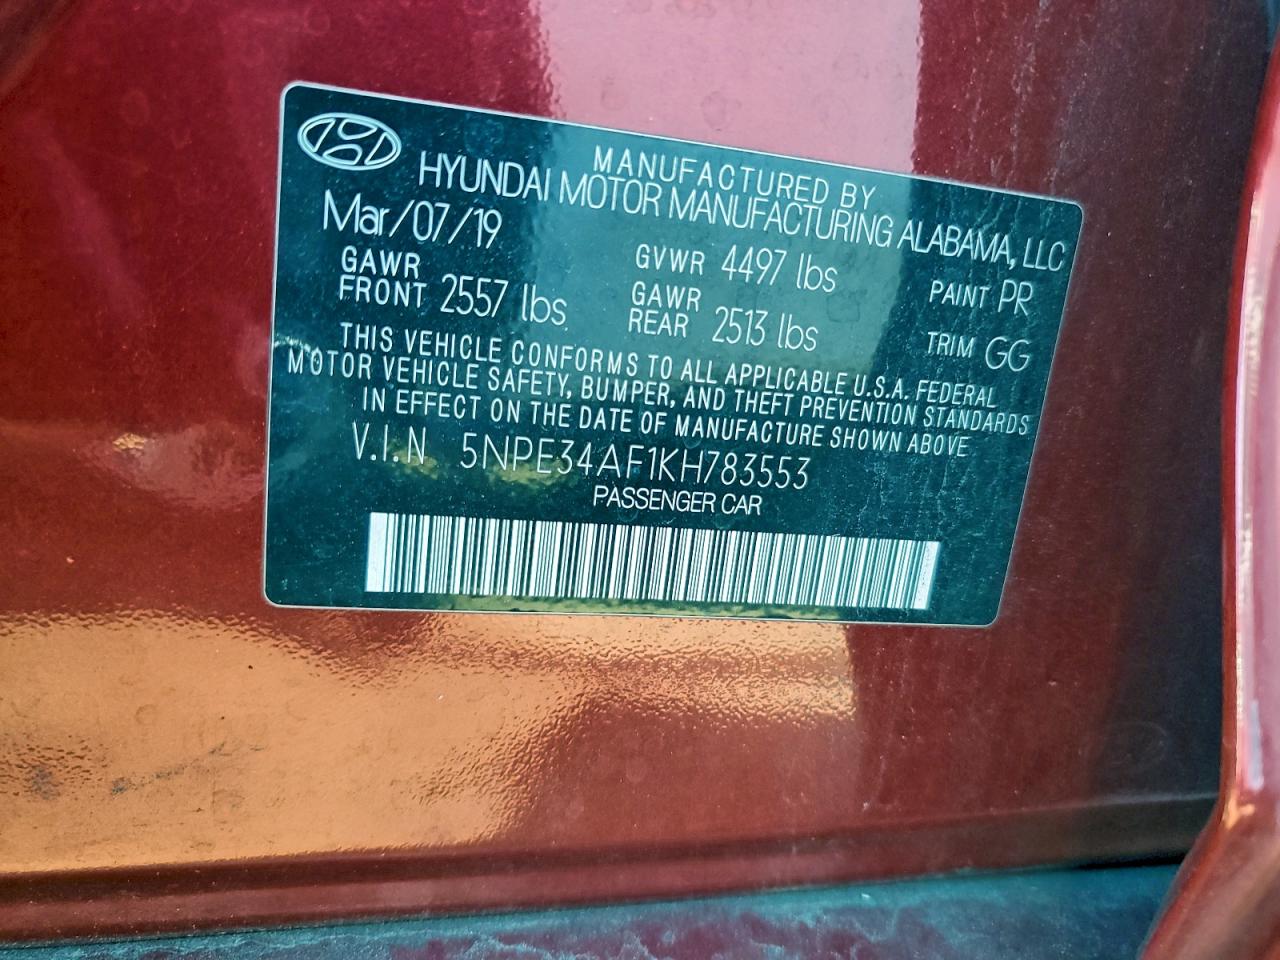 MANUFACTURED BY
HYUNDAI MOTOR MANUFACTURING ALABAMA, LLC
Mar/07/19
GVWR 4497 lbs
PAINT PR
GAWR
FRONT 2557 lbs
GAWR
REAR 2513 lbs
TRIM GG
THIS VEHICLE CONFORMS TO ALL APPLICABLE U.S.A. FEDERAL
MOTOR VEHICLE SAFETY, BUMPER, AND THEFT PREVENTION STANDARDS
IN EFFECT ON THE DATE OF MANUFACTURE SHOWN ABOVE
V.I.N 5NPE34AF1KH783553
PASSENGER CAR